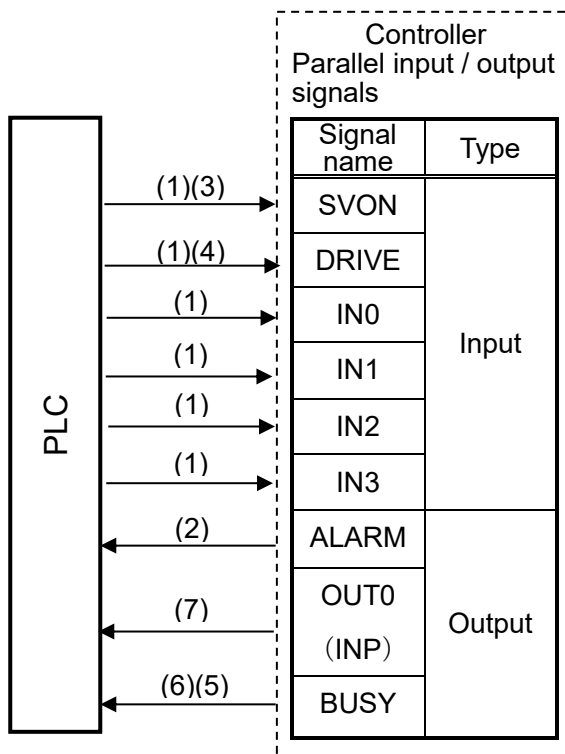 Controller
Parallel input / output
signals
Signal
name
Type
(1)(3)
SVON
(1)(4)
DRIVE
(1)
IN0
Input
(1)
IN1
(1)
IN2
PLC
(1)
IN3
(2)
ALARM
(7)
OUT0
（INP）
Output
(6)(5)
BUSY